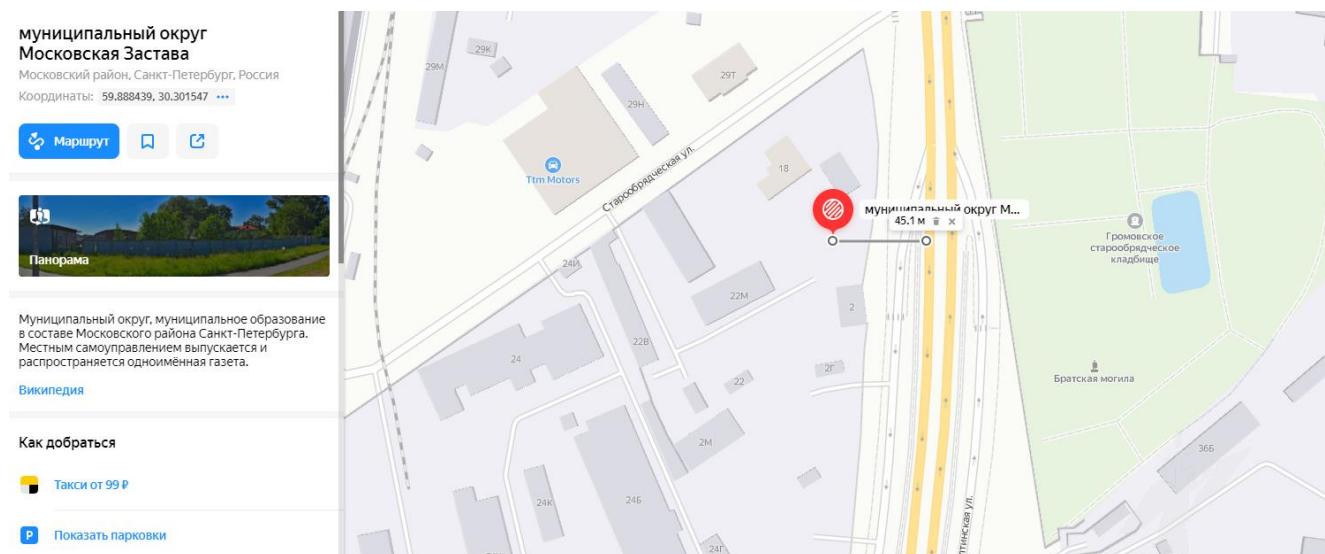 муниципальный округ
Московская Застава
Московский район, Санкт-Петербург, Россия
Координаты: 59.888439, 30.301547 •••
Маршрут
Панорама
Муниципальный округ, муниципальное образование
в составе Московского района Санкт-Петербурга.
Местным самоуправлением выпускается и
распространяется одноимённая газета.
Википедия
Как добраться
Такси от 99 ₽
P Показать парковки
29К
29М
29Т
29Н
Ttm Motors
Старообрядческая ул.
18
муниципальный округ М...
45.1 м
Громовское
старообрядческое
кладбище
24И
22М
2
22В
24
2Г
22
Братская могила
2М
36Б
24К
24Б
тинская ул.
24Г